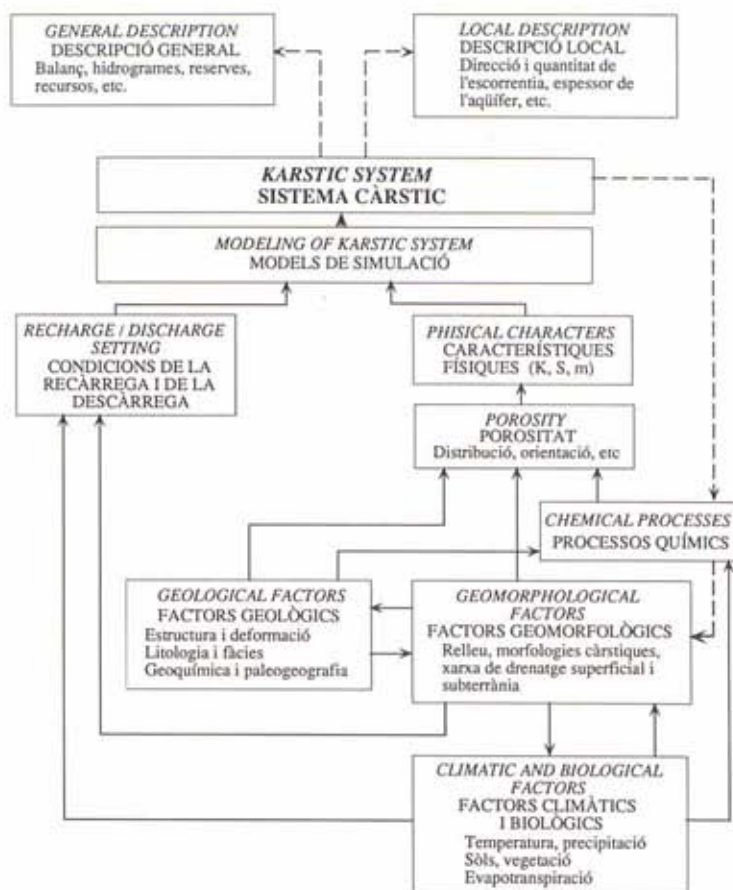 GENERAL DESCRIPTION
DESCRIPCIÓ GENERAL
Balanç, hidrogrames, reserves,
recursos, etc.
LOCAL DESCRIPTION
DESCRIPCIÓ LOCAL
Direcció i quantitat de
l'escorrentia, espessor de
l'aqüífer, etc.
KARSTIC SYSTEM
SISTEMA CÀRSTIC
MODELING OF KARSTIC SYSTEM
MODELS DE SIMULACIÓ
RECHARGE / DISCHARGE
SETTING
CONDICIONS DE LA
RECÀRREGA I DE LA
DESCÀRREGA
PHISICAL CHARACTERS
CARACTERÍSTIQUES
FÍSIQUES (K, S, m)
POROSITY
POROSITAT
Distribució, orientació, etc
CHEMICAL PROCESSES
PROCESSOS QUÍMICS
GEOLOGICAL FACTORS
FACTORS GEOLÒGICS
Estructura i deformació
Litologia i fàcies
Geoquímica i paleogeografia
GEOMORPHOLOGICAL
FACTORS
FACTORS GEOMORFOLÒGICS
Relleu, morfologies càrstiques,
xarxa de drenatge superficial i
subterrània
CLIMATIC AND BIOLOGICAL
FACTORS
FACTORS CLIMÀTICS
I BIOLÒGICS
Temperatura, precipitació
Sòls, vegetació
Evapotranspiració